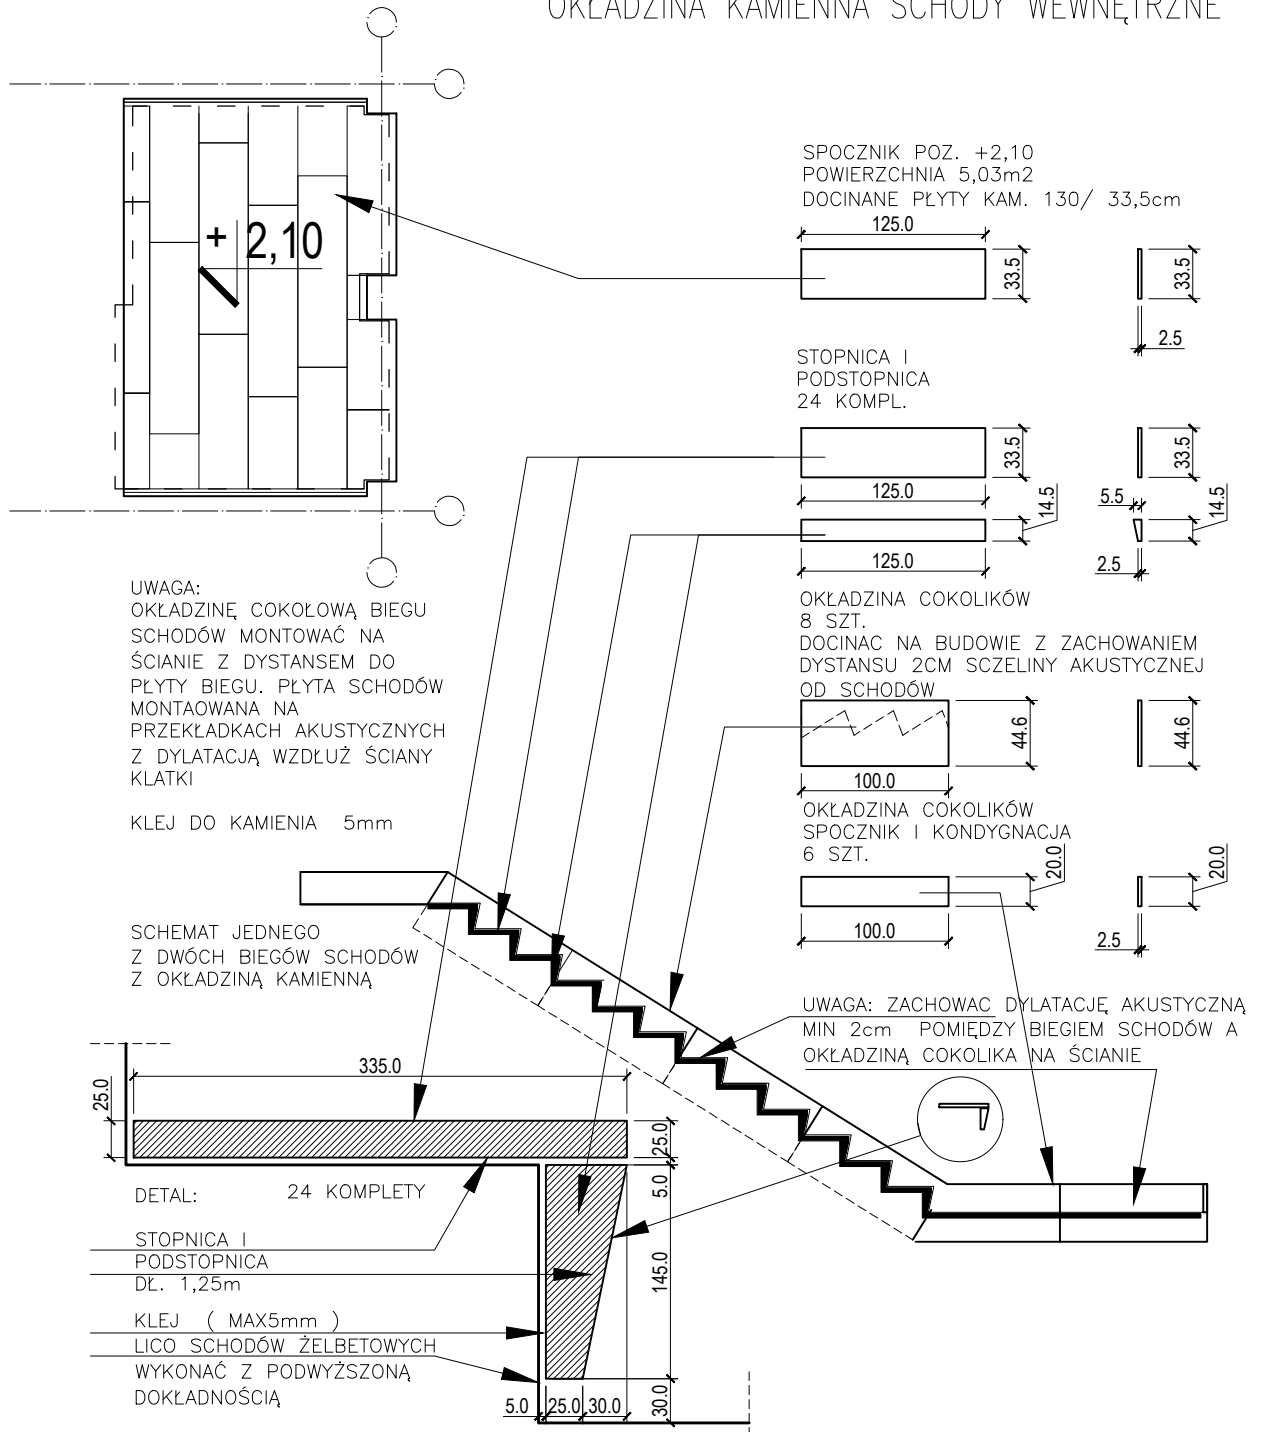 OKŁADZINA KAMIENNA SCHODY WEWNĘTRZNE
+ 2,10
SPOCZNIK POZ. +2,10
POWIERZCHNIA 5,03m2
DOCINANE PŁYTY KAM. 130/ 33,5cm
125.0
33.5
33.5
2.5
STOPNICA I
PODSTOPNICA
24 KOMPL.
33.5
33.5
125.0
14.5
5.5
14.5
125.0
2.5
OKŁADZINA COKOLIKÓW
8 SZT.
DOCINAC NA BUDOWIE Z ZACHOWANIEM
DYSTANSU 2CM SCZELINY AKUSTYCZNEJ
OD SCHODÓW
44.6
44.6
100.0
OKŁADZINA COKOLIKÓW
SPOCZNIK I KONDYGNACJA
6 SZT.
20.0
20.0
100.0
2.5
UWAGA: ZACHOWAC DYLATACJĘ AKUSTYCZNĄ
MIN 2cm POMIĘDZY BIEGIEM SCHODÓW A
OKŁADZINĄ COKOLIKA NA ŚCIANIE
UWAGA:
OKŁADZINĘ COKOŁOWĄ BIEGU
SCHODÓW MONTOWAĆ NA
ŚCIANIE Z DYSTANSEM DO
PŁYTY BIEGU. PŁYTA SCHODÓW
MONTAOWANA NA
PRZEKŁADKACH AKUSTYCZNYCH
Z DYLATACJĄ WZDŁUŻ ŚCIANY
KLATKI
KLEJ DO KAMIENIA 5mm
SCHEMAT JEDNEGO
Z DWÓCH BIEGÓW SCHODÓW
Z OKŁADZINĄ KAMIENNĄ
335.0
25.0
25.0
5.0
145.0
30.0
DETAL: 24 KOMPLETY
STOPNICA I
PODSTOPNICA
DŁ. 1,25m
KLEJ ( MAX5mm )
LICO SCHODÓW ŻELBETOWYCH
WYKONAĆ Z PODWYŻSZONĄ
DOKŁADNOŚCIĄ
5.0 25.0 30.0